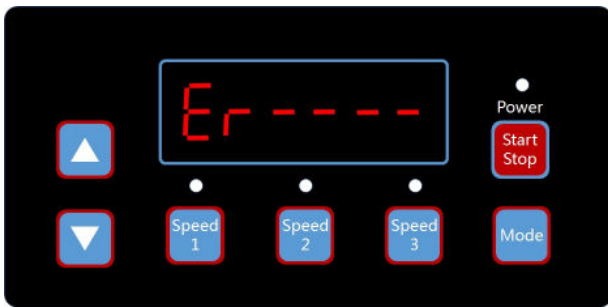 Er-----
Power
Start
Stop
Speed
1
Speed
2
Speed
3
Mode